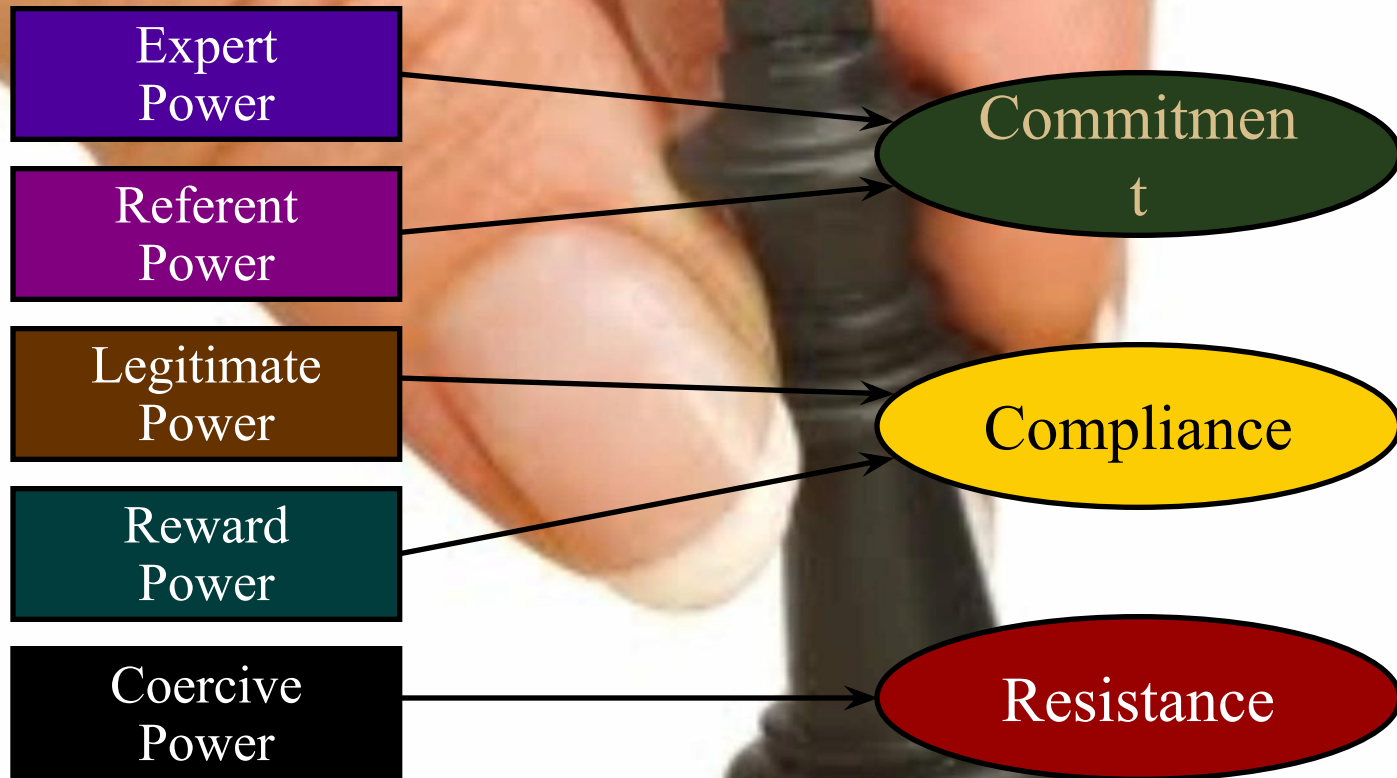 Expert
Power
Commitmen
t
Referent
Power
Legitimate
Power
Compliance
Reward
Power
Coercive
Power
Resistance